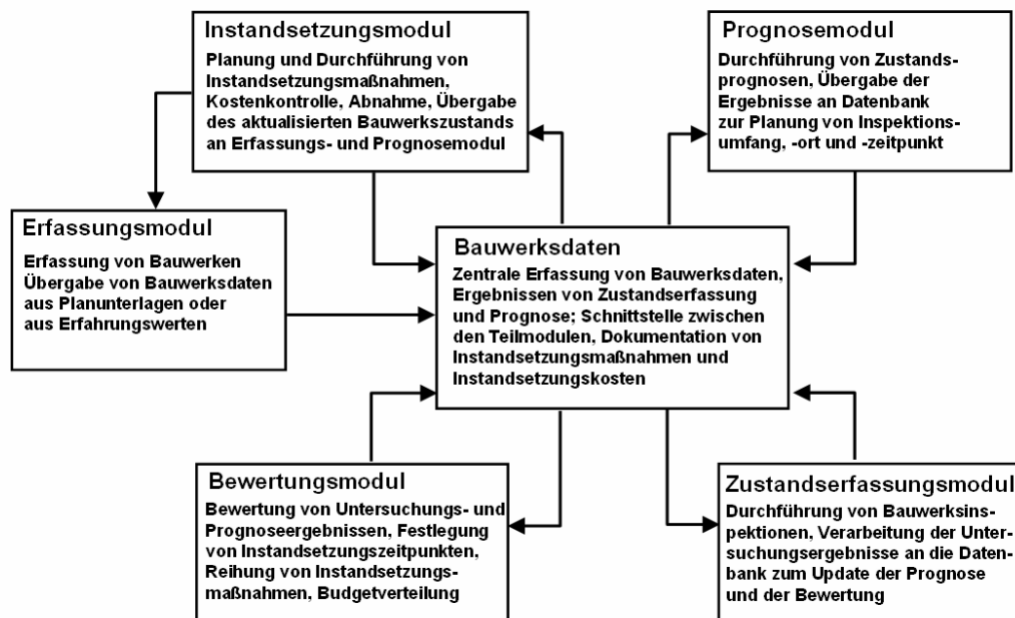 Instandsetzungsmodul
Planung und Durchführung von
Instandsetzungsmaßnahmen,
Kostenkontrolle, Abnahme, Übergabe
des aktualisierten Bauwerkszustands
an Erfassungs- und Prognosemodul
Prognosemodul
Durchführung von Zustands-
prognosen, Übergabe der
Ergebnisse an Datenbank
zur Planung von Inspektions-
umfang, -ort und -zeitpunkt
Erfassungsmodul
Erfassung von Bauwerken
Übergabe von Bauwerksdaten
aus Planunterlagen oder
aus Erfahrungswerten
Bauwerksdaten
Zentrale Erfassung von Bauwerksdaten,
Ergebnissen von Zustandserfassung
und Prognose; Schnittstelle zwischen
den Teilmodulen, Dokumentation von
Instandsetzungsmaßnahmen und
Instandsetzungskosten
Bewertungsmodul
Bewertung von Untersuchungs- und
Prognoseergebnissen, Festlegung
von Instandsetzungszeitpunkten,
Reihung von Instandsetzungs-
maßnahmen, Budgetverteilung
Zustandserfassungsmodul
Durchführung von Bauwerksins-
pektionen, Verarbeitung der Unter-
suchungsergebnisse an die Daten-
bank zum Update der Prognose
und der Bewertung